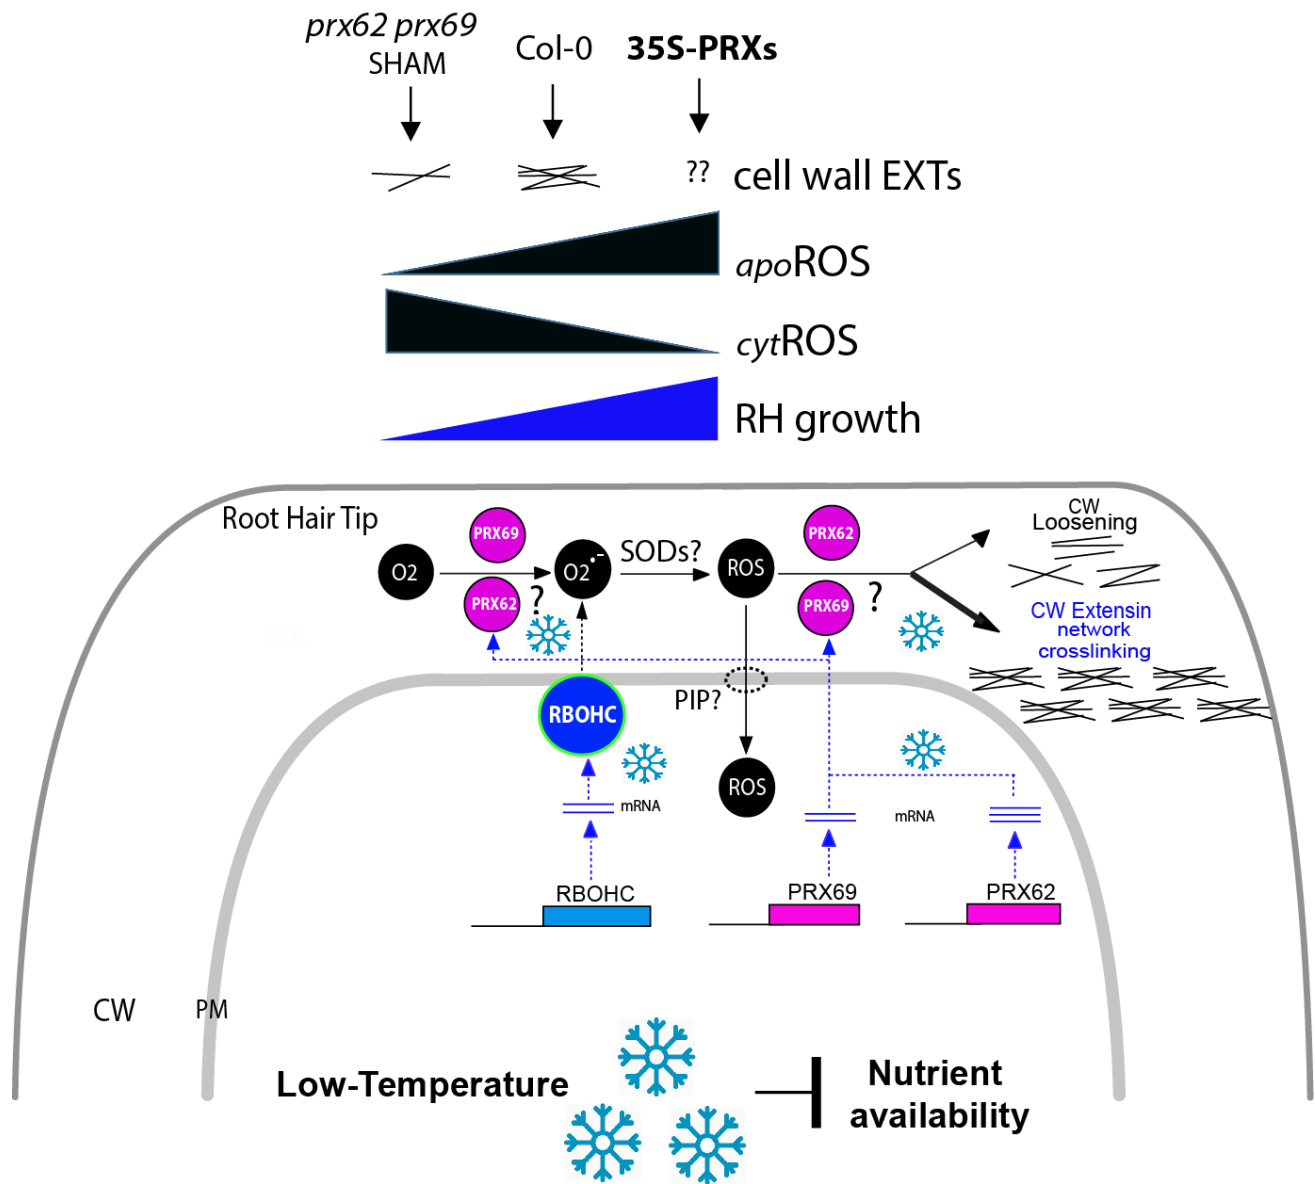 prx62 prx69
SHAM
Col-0
35S-PRXs
??
cell wall EXTs
apoROS
cytROS
RH growth
Root Hair Tip
O2
PRX69
PRX62
?
O2•-
SODs?
ROS
PRX62
PRX69
?
CW
Loosening
CW Extensin
network
crosslinking
RBOHC
PIP?
ROS
mRNA
mRNA
RBOHC
PRX69
PRX62
CW
PM
Low-Temperature
Nutrient
availability